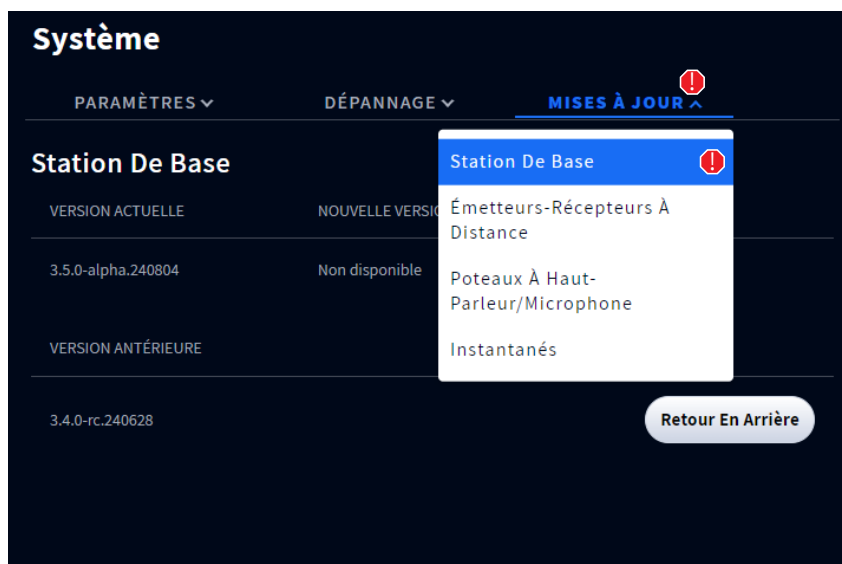 Système
PARAMÈTRES DÉPANNAGE MISES À JOUR
Station De Base
Station De Base
VERSION ACTUELLE NOUVELLE
Émetteurs-Récepteurs À
Distance
3.5.0-alpha.240804 Non disponible
Poteaux À Haut-
Parleur/Microphone
VERSION ANTÉRIEURE
Instantanés
3.4.0-rc.240628 Retour En Arrière